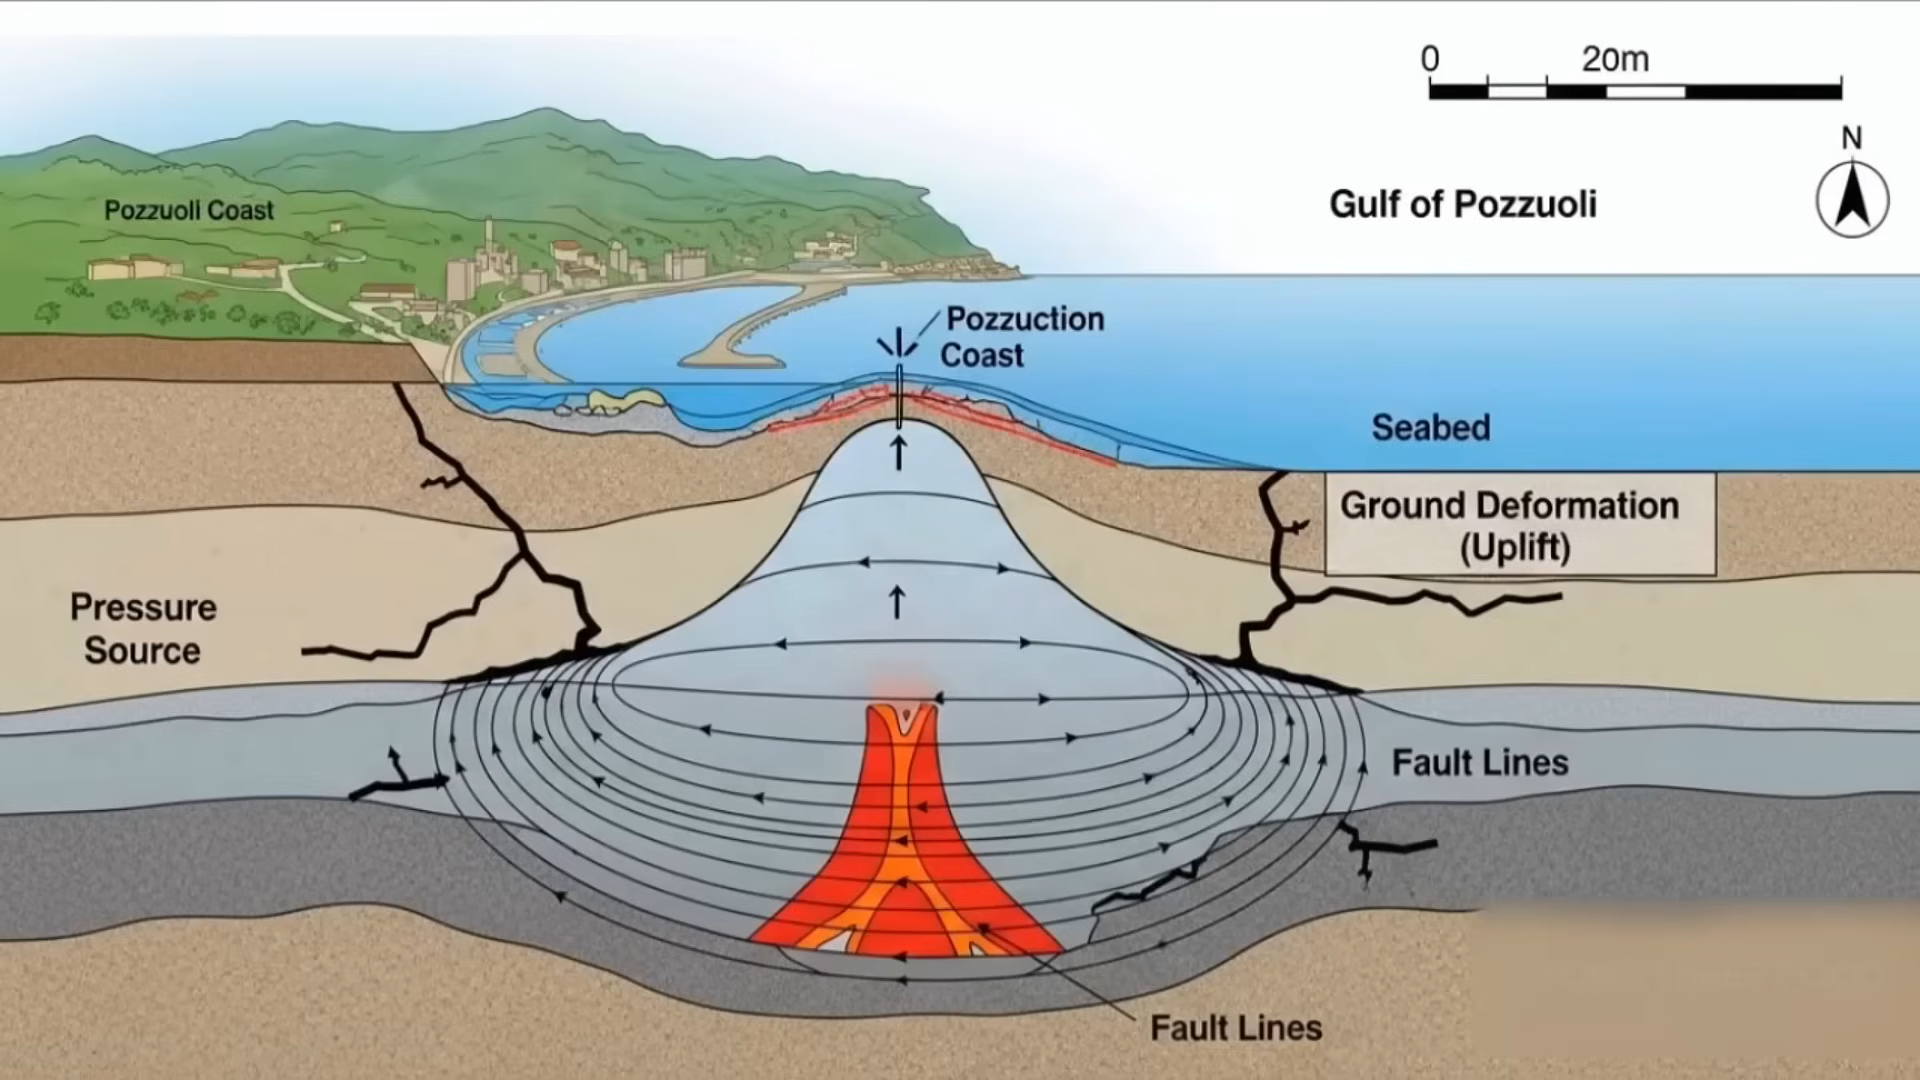 0 20m
N
Pozzuoli Coast
Gulf of Pozzuoli
Pozzuction
Coast
Seabed
Ground Deformation
(Uplift)
Pressure
Source
Fault Lines
Fault Lines